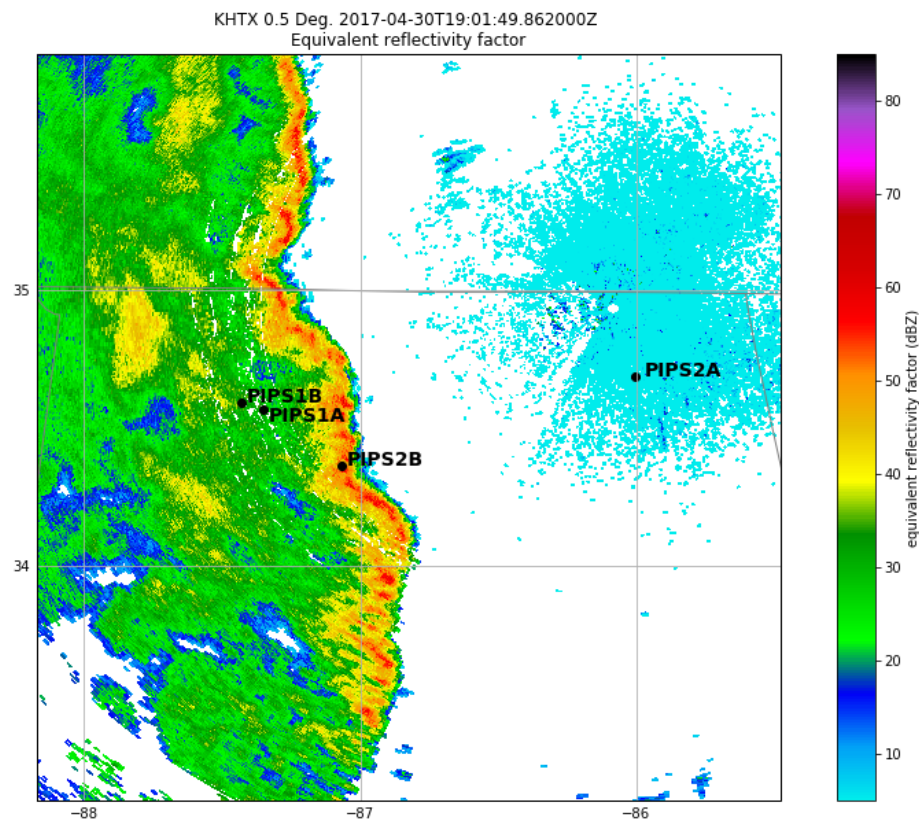 KHTX 0.5 Deg. 2017-04-30T19:01:49.862000Z
Equivalent reflectivity factor
80
70
60
50
40
30
20
10
equivalent reflectivity factor (dBZ)
35
34
PIPS2A
PIPS1B
PIPS1A
PIPS2B
−88
−87
−86